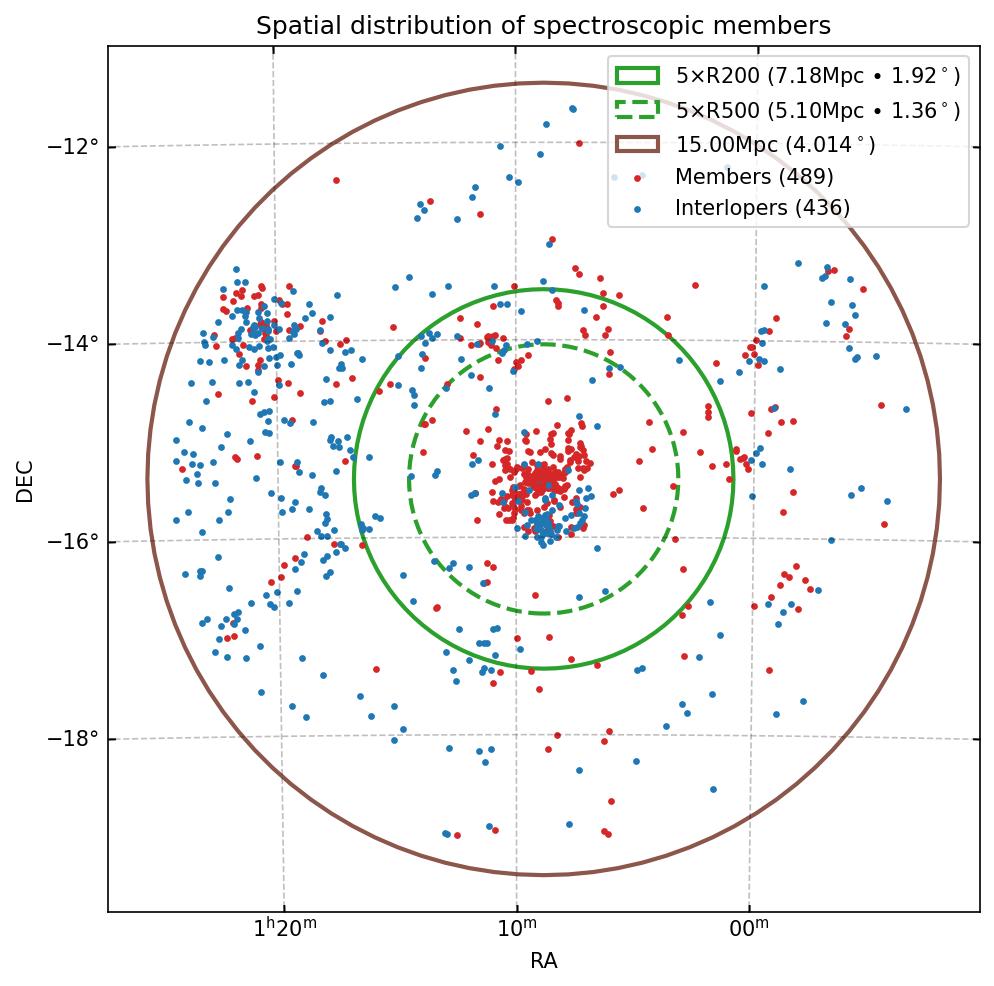 Spatial distribution of spectroscopic members
5×R200 (7.18Mpc • 1.92°)
5×R500 (5.10Mpc • 1.36°)
15.00Mpc (4.014°)
Members (489)
Interlopers (436)
−12°
−14°
−16°
−18°
DEC
1ʰ20ᵐ 10ᵐ 00ᵐ
RA